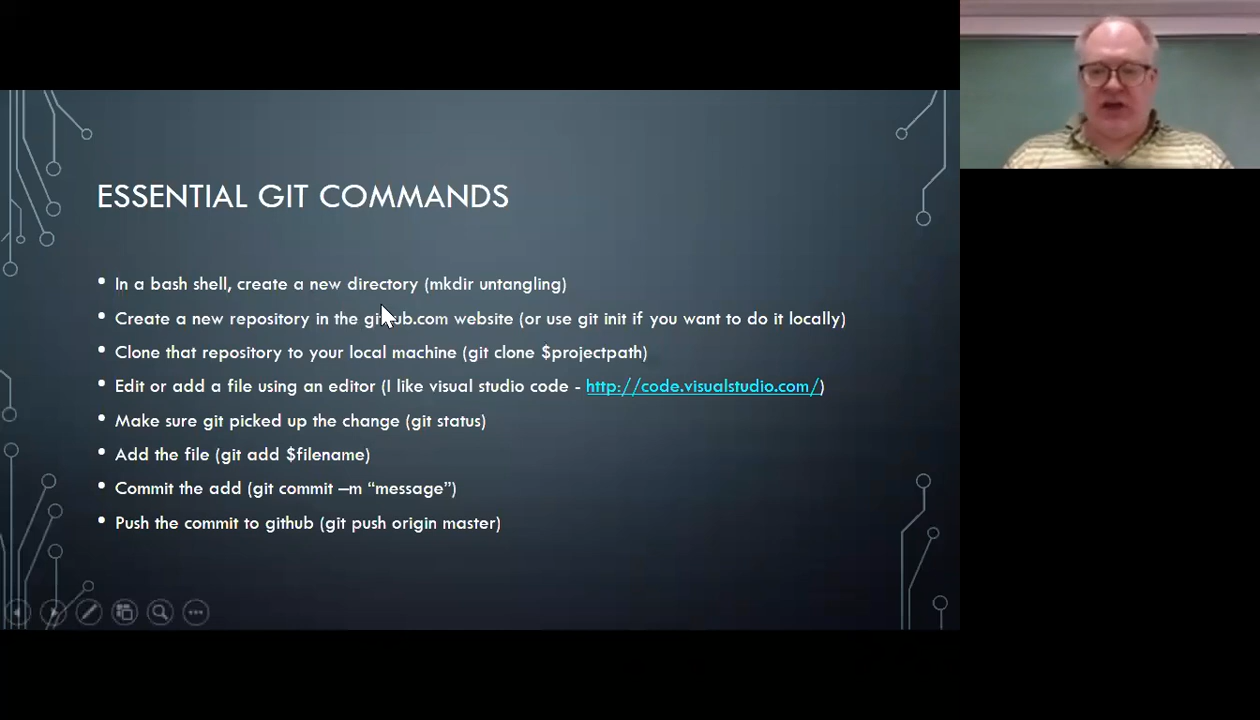 ESSENTIAL GIT COMMANDS
• In a bash shell, create a new directory (mkdir untangling)
• Create a new repository in the github.com website (or use git init if you want to do it locally)
• Clone that repository to your local machine (git clone $projectpath)
• Edit or add a file using an editor (I like visual studio code - http://code.visualstudio.com/)
• Make sure git picked up the change (git status)
• Add the file (git add $filename)
• Commit the add (git commit –m “message”)
• Push the commit to github (git push origin master)